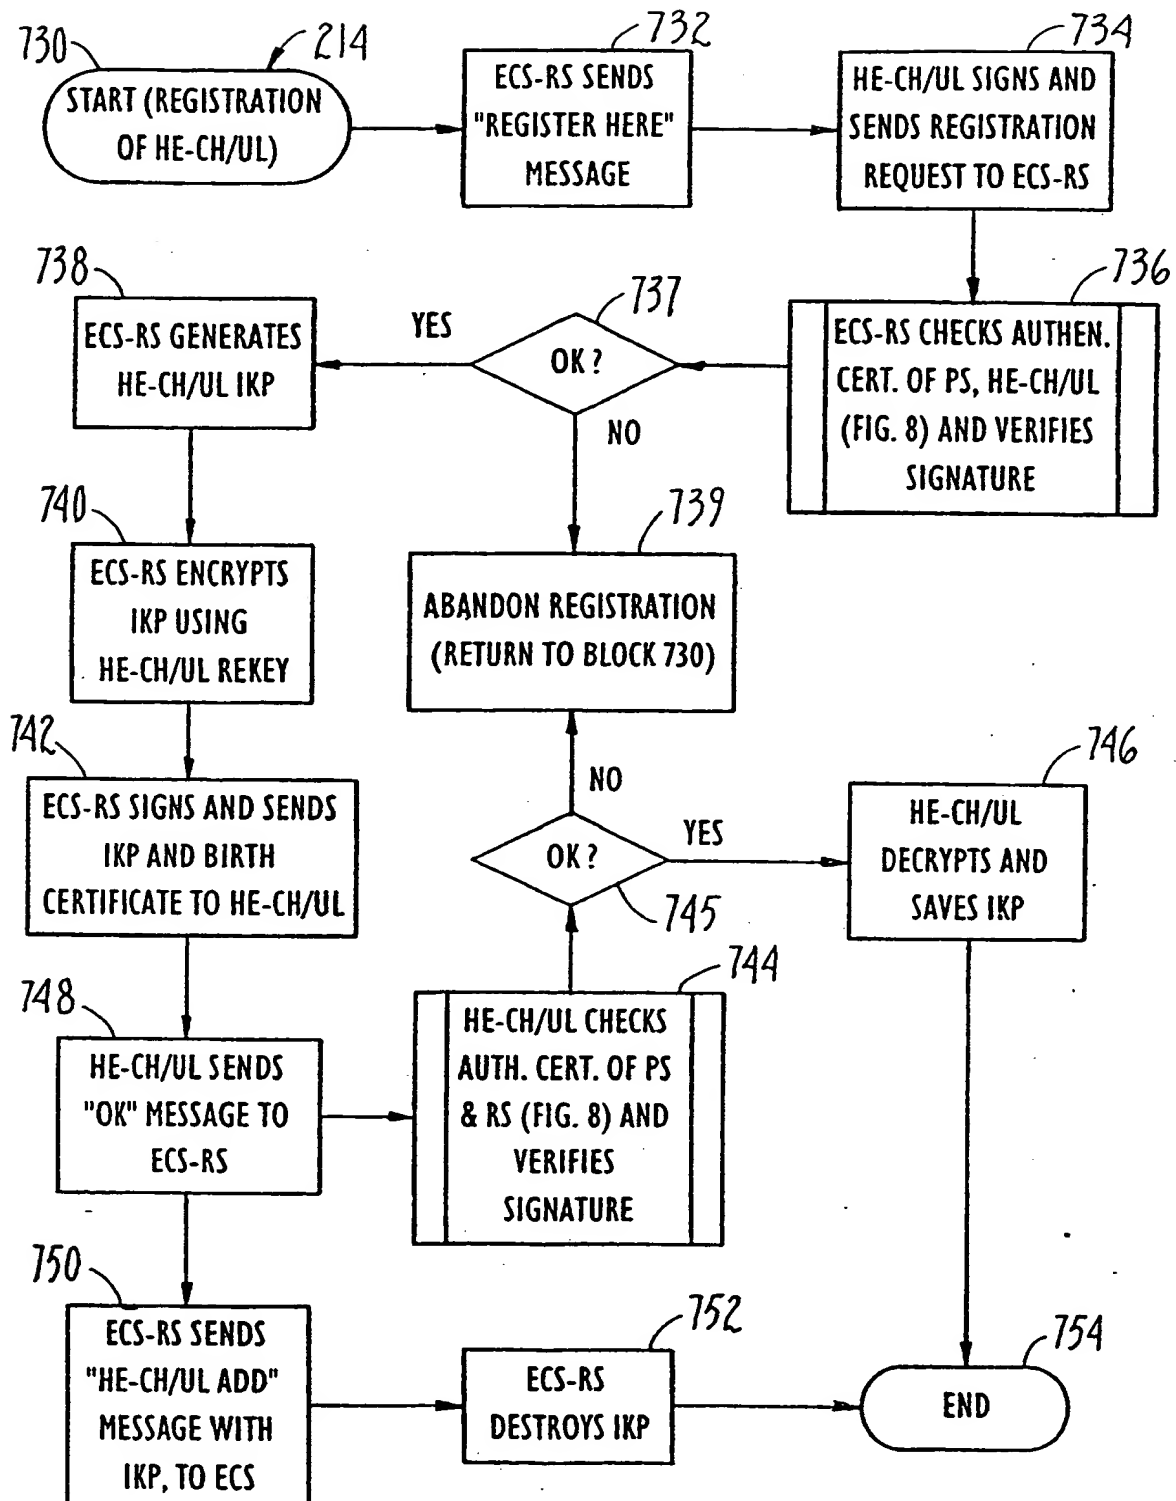 730
214
START (REGISTRATION
OF HE-CH/UL)
732
ECS-RS SENDS
"REGISTER HERE"
MESSAGE
734
HE-CH/UL SIGNS AND
SENDS REGISTRATION
REQUEST TO ECS-RS
736
ECS-RS CHECKS AUTHEN.
CERT. OF PS, HE-CH/UL
(FIG. 8) AND VERIFIES
SIGNATURE
737
OK?
YES
NO
738
ECS-RS GENERATES
HE-CH/UL IKP
739
ABANDON REGISTRATION
(RETURN TO BLOCK 730)
740
ECS-RS ENCRYPTS
IKP USING
HE-CH/UL REKEY
742
ECS-RS SIGNS AND SENDS
IKP AND BIRTH
CERTIFICATE TO HE-CH/UL
748
HE-CH/UL SENDS
"OK" MESSAGE TO
ECS-RS
744
HE-CH/UL CHECKS
AUTH. CERT. OF PS
& RS (FIG. 8) AND
VERIFIES
SIGNATURE
NO
OK?
YES
745
746
HE-CH/UL
DECRYPTS AND
SAVES IKP
750
ECS-RS SENDS
"HE-CH/UL ADD"
MESSAGE WITH
IKP, TO ECS
752
ECS-RS
DESTROYS IKP
754
END